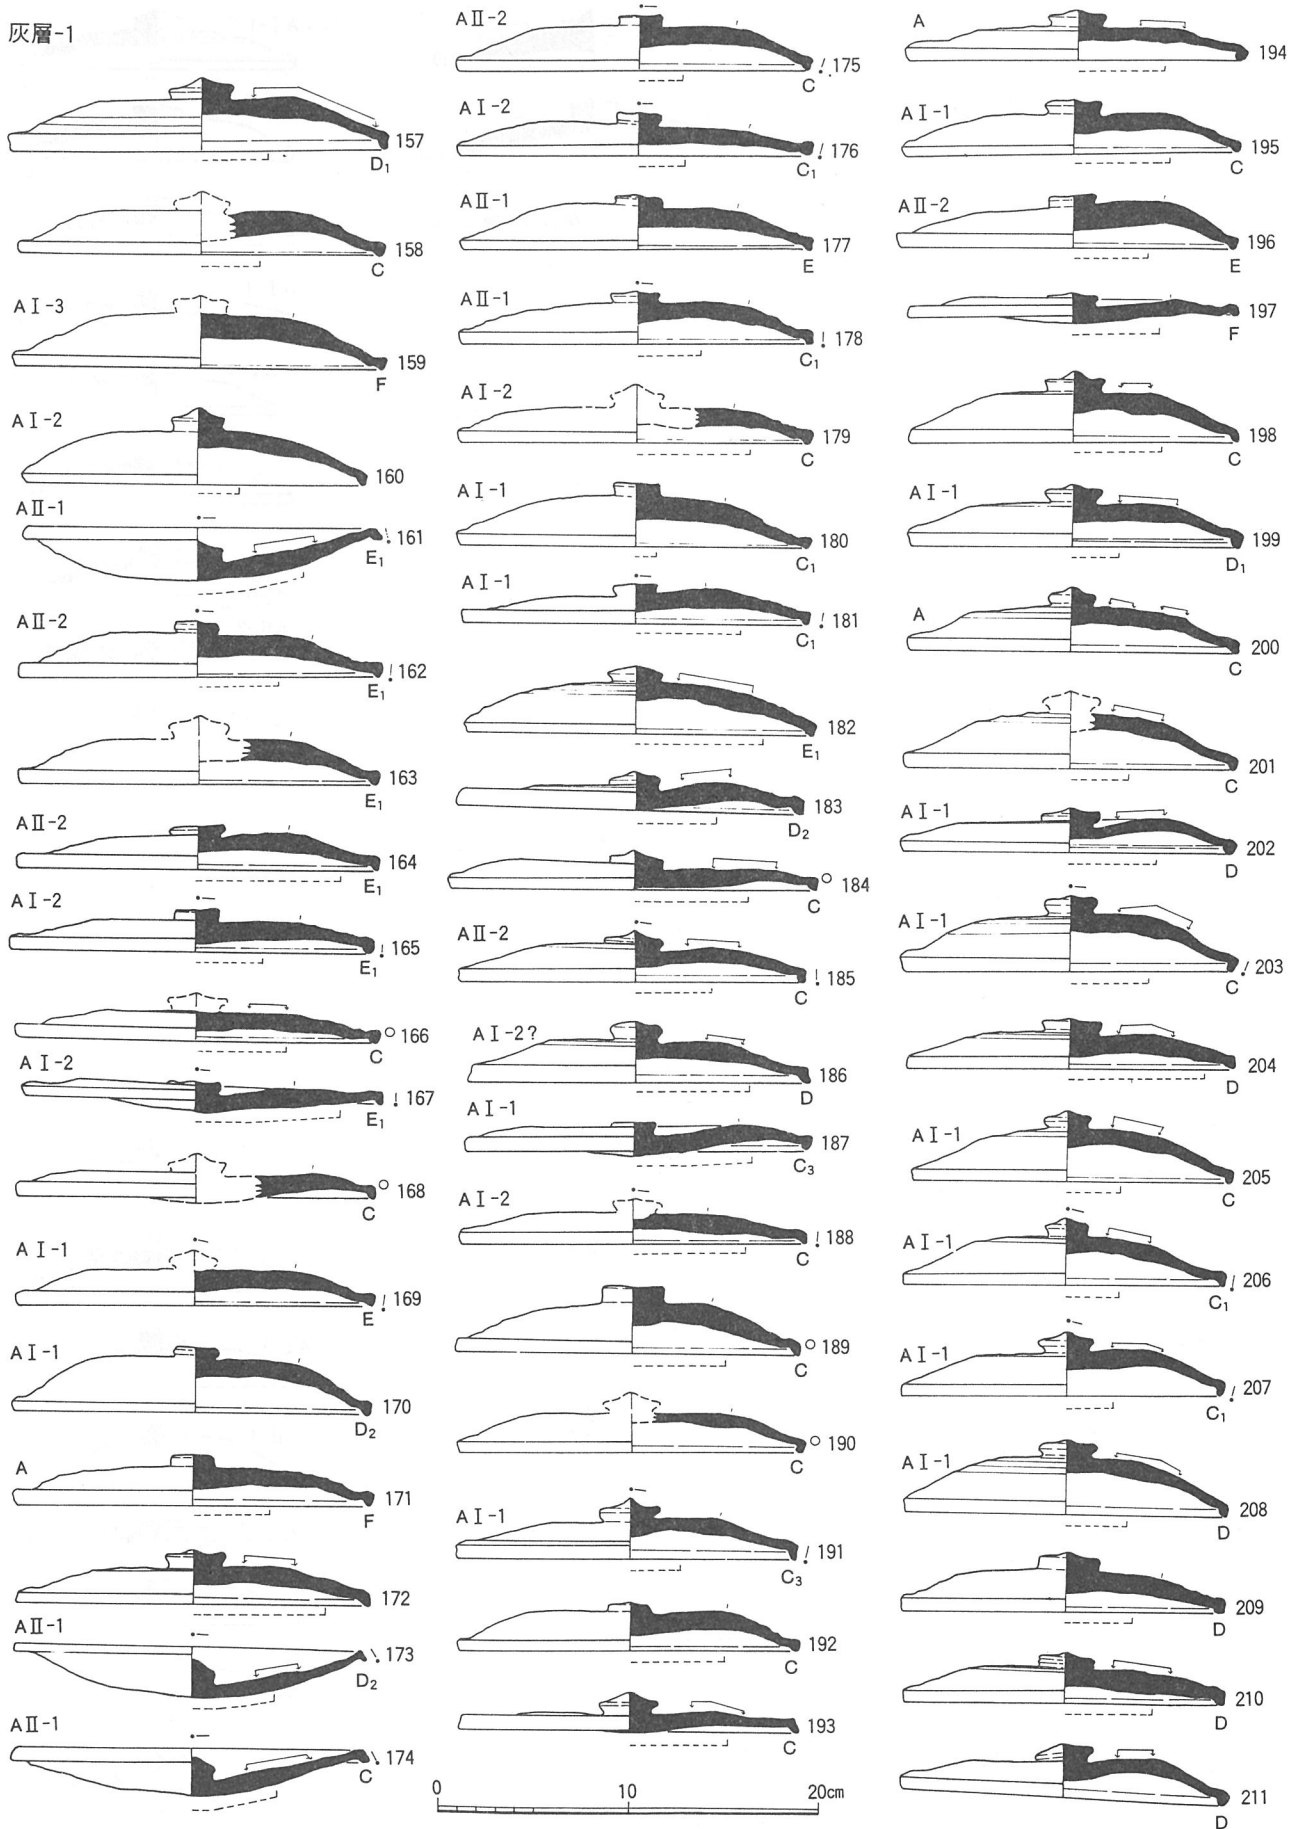 灰層-1
157
D₁
158
C
AⅠ-3
159
F
AⅠ-2
160
AⅡ-1
161
E₁
AⅡ-2
162
E₁
163
E₁
AⅡ-2
164
E₁
AⅠ-2
165
E₁
166
C
AⅠ-2
167
E₁
168
C
AⅠ-1
169
E
AⅠ-1
170
D₂
A
171
F
172
AⅡ-1
173
D₂
AⅡ-1
174
C
AⅡ-2
175
C
AⅠ-2
176
C₁
AⅡ-1
177
E
AⅡ-1
178
C₁
AⅠ-2
179
C
AⅠ-1
180
C₁
AⅠ-1
181
C₁
182
E₁
183
D₂
184
C
AⅡ-2
185
C
AⅠ-2?
186
D
AⅠ-1
187
C₃
AⅠ-2
188
C
189
C
190
C
AⅠ-1
191
C₃
192
C
193
C
0 10 20cm
A
194
AⅠ-1
195
C
AⅡ-2
196
E
197
F
198
C
AⅠ-1
199
D₁
A
200
C
201
C
AⅠ-1
202
D
AⅠ-1
203
C
204
D
AⅠ-1
205
C
AⅠ-1
206
C₁
AⅠ-1
207
C₁
AⅠ-1
208
D
209
D
210
D
211
D